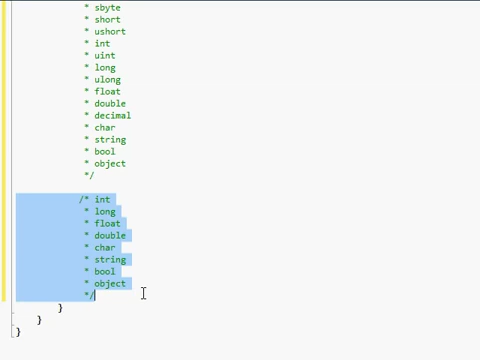 * sbyte
* short
* ushort
* int
* uint
* long
* ulong
* float
* double
* decimal
* char
* string
* bool
* object
*/
/* int
* long
* float
* double
* char
* string
* bool
* object
*/
}
}
}